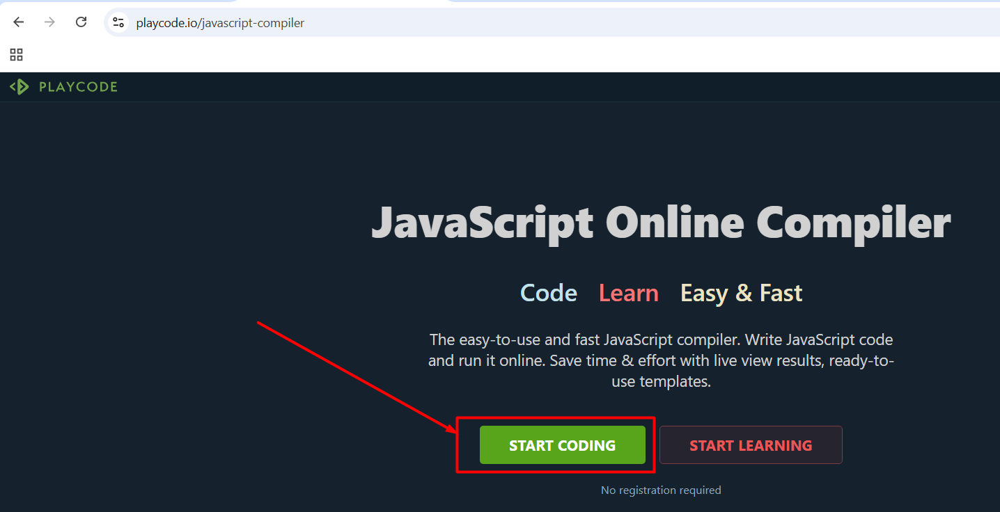 playcode.io/javascript-compiler
PLAYCODE
JavaScript Online Compiler
Code Learn Easy & Fast
The easy-to-use and fast JavaScript compiler. Write JavaScript code
and run it online. Save time & effort with live view results, ready-to-
use templates.
START CODING START LEARNING
No registration required